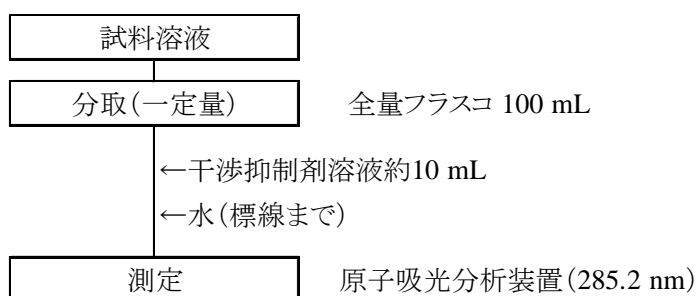 試料溶液
分取(一定量) 全量フラスコ 100 mL
←干渉抑制剤溶液約10 mL
←水(標線まで)
測定 原子吸光分析装置(285.2 nm)